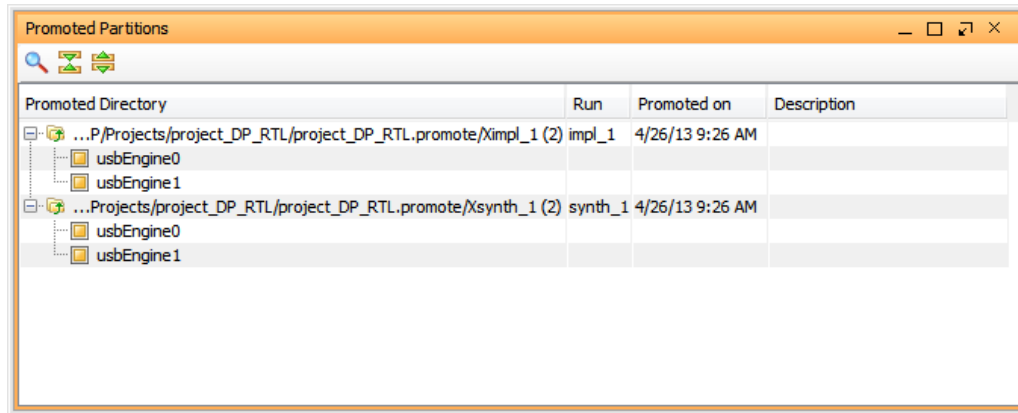 Promoted Partitions
Promoted Directory Run Promoted on Description
...P/Projects/project_DP_RTL/project_DP_RTL.promote/Ximpl_1 (2) impl_1 4/26/13 9:26 AM
usbEngine0
usbEngine1
...Projects/project_DP_RTL/project_DP_RTL.promote/Xsynth_1 (2) synth_1 4/26/13 9:26 AM
usbEngine0
usbEngine1